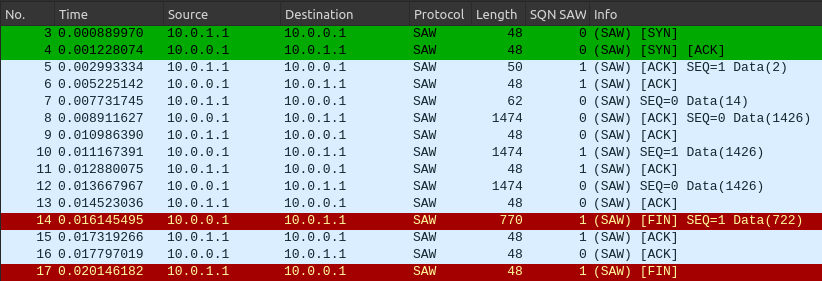 No. Time Source Destination Protocol Length SQN SAW Info
3 0.000889970 10.0.1.1 10.0.0.1 SAW 48 0 (SAW) [SYN]
4 0.001228074 10.0.0.1 10.0.1.1 SAW 48 0 (SAW) [SYN] [ACK]
5 0.002993334 10.0.1.1 10.0.0.1 SAW 50 1 (SAW) [ACK] SEQ=1 Data(2)
6 0.005225142 10.0.0.1 10.0.1.1 SAW 48 1 (SAW) [ACK]
7 0.007731745 10.0.1.1 10.0.0.1 SAW 62 0 (SAW) SEQ=0 Data(14)
8 0.008911627 10.0.0.1 10.0.1.1 SAW 1474 0 (SAW) [ACK] SEQ=0 Data(1426)
9 0.010986390 10.0.1.1 10.0.0.1 SAW 48 0 (SAW) [ACK]
10 0.011167391 10.0.0.1 10.0.1.1 SAW 1474 1 (SAW) SEQ=1 Data(1426)
11 0.012880075 10.0.1.1 10.0.0.1 SAW 48 1 (SAW) [ACK]
12 0.013667967 10.0.0.1 10.0.1.1 SAW 1474 0 (SAW) SEQ=0 Data(1426)
13 0.014523036 10.0.1.1 10.0.0.1 SAW 48 0 (SAW) [ACK]
14 0.016145495 10.0.0.1 10.0.1.1 SAW 770 1 (SAW) [FIN] SEQ=1 Data(722)
15 0.017319266 10.0.1.1 10.0.0.1 SAW 48 1 (SAW) [ACK]
16 0.017797019 10.0.0.1 10.0.1.1 SAW 48 0 (SAW) [ACK]
17 0.020146182 10.0.1.1 10.0.0.1 SAW 48 1 (SAW) [FIN]